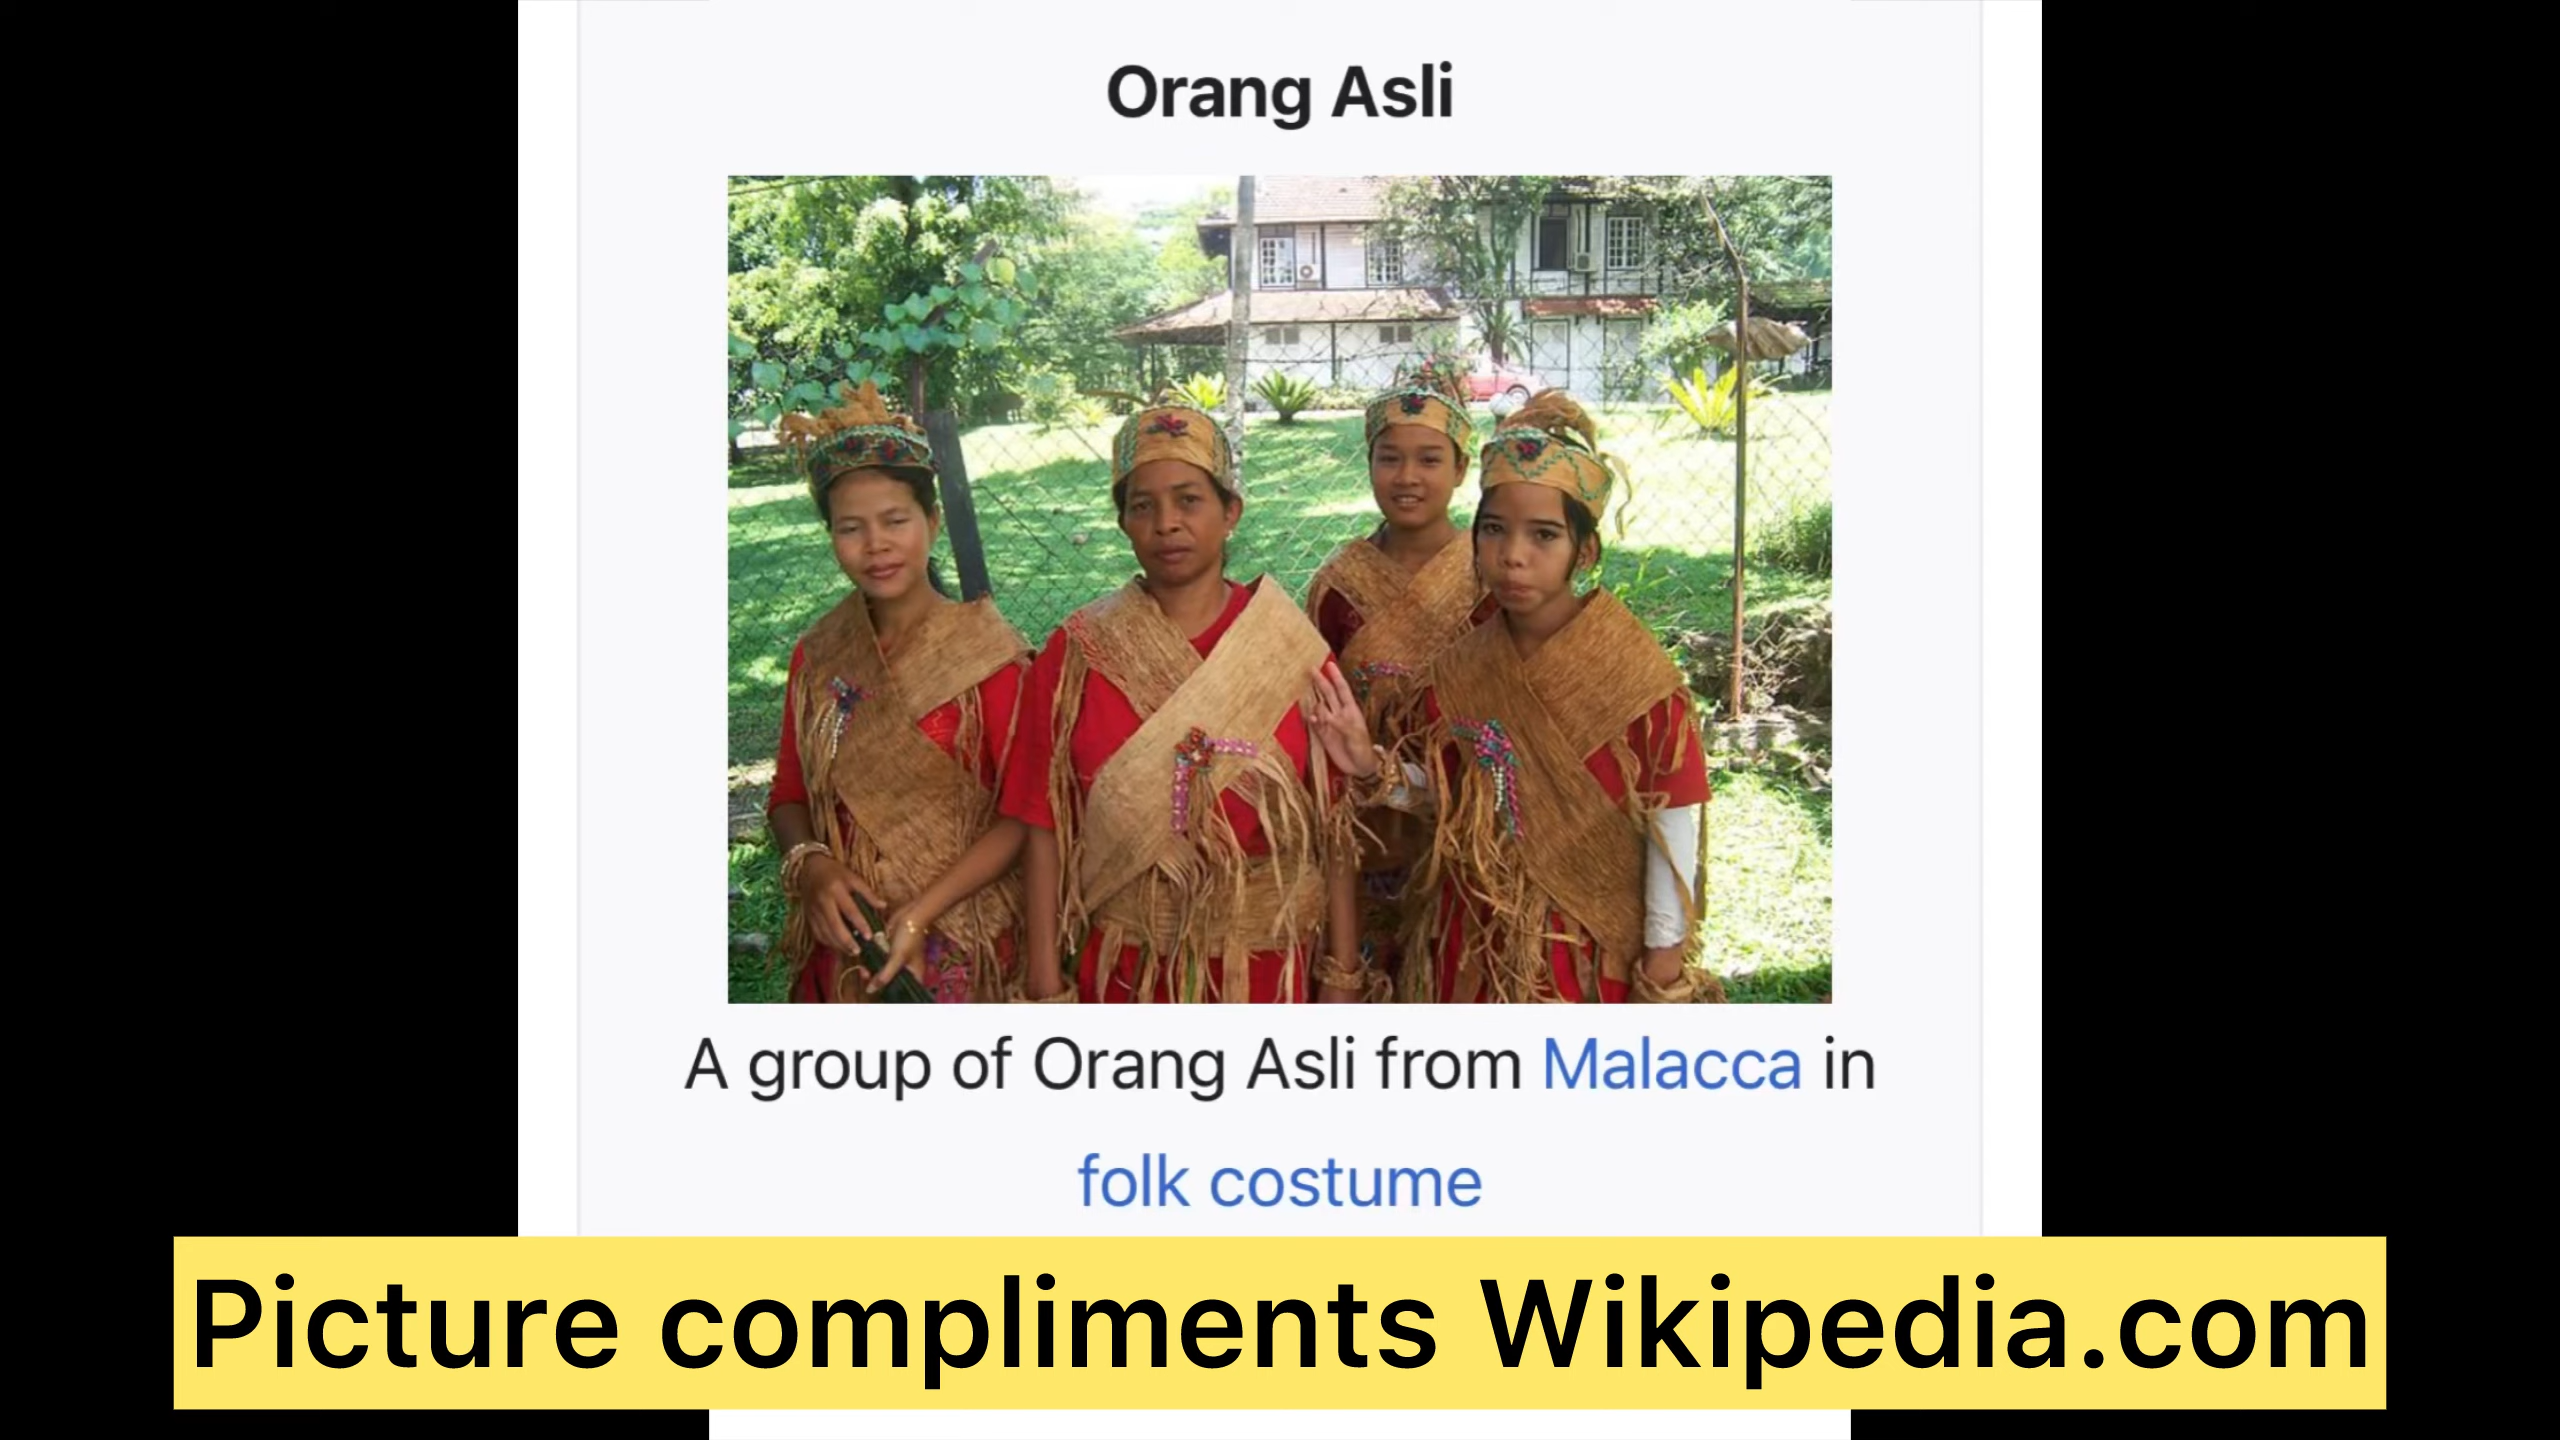 Orang Asli
A group of Orang Asli from Malacca in
folk costume
Picture compliments Wikipedia.com